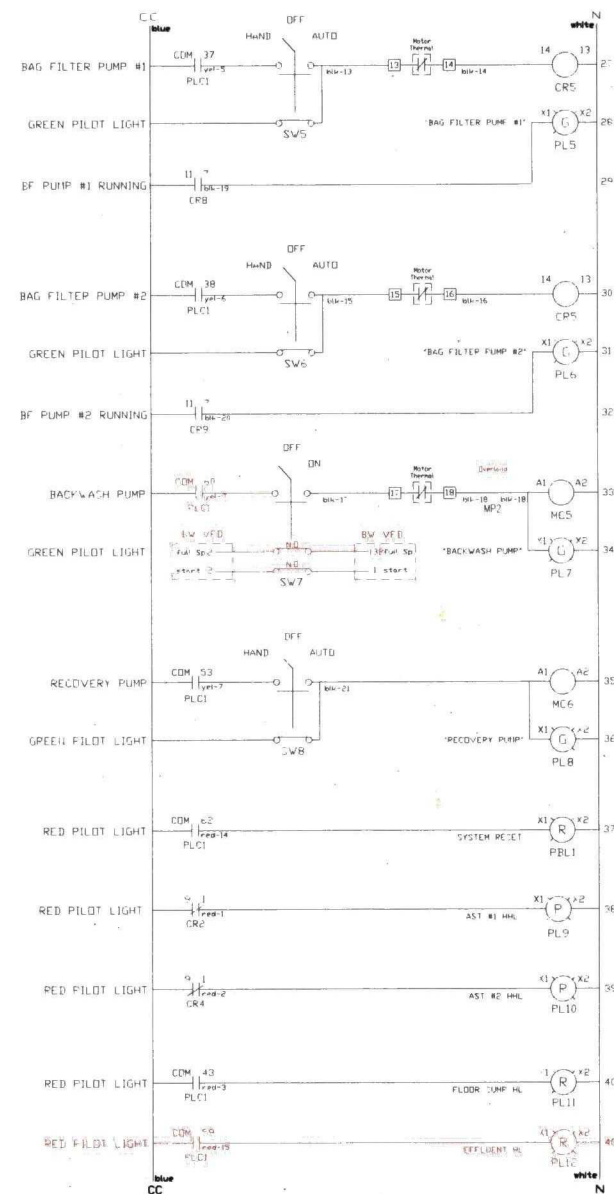 CC
N
blue
white
OFF
HAND
AUTO
BAG FILTER PUMP #1
COM 37
yel-5
PLC1
blk-13
13
Motor
Thermal
14
blk-14
14 13
CR5
27
GREEN PILOT LIGHT
SW5
"BAG FILTER PUMP #1"
X1 X2
G
PL5
28
BF PUMP #1 RUNNING
11 7
blk-19
CR8
29
OFF
HAND
AUTO
BAG FILTER PUMP #2
COM 38
yel-6
PLC1
blk-15
15
Motor
Thermal
16
blk-16
14 13
CR5
30
GREEN PILOT LIGHT
SW6
"BAG FILTER PUMP #2"
X1 X2
G
PL6
31
BF PUMP #2 RUNNING
11 7
blk-20
CR9
32
OFF
ON
BACKWASH PUMP
COM
PLC1
17
Motor
Thermal
18
Overload
blk-18
blk-18
MP2
A1 A2
MC5
33
GREEN PILOT LIGHT
BW VFD
full Sp
start 2
N.O
N.O
SW7
BW VFD
full Sp
1 start
"BACKWASH PUMP"
X1 X2
G
PL7
34
OFF
HAND
AUTO
RECOVERY PUMP
COM 53
yel-7
PLC1
blk-21
A1 A2
MC6
35
GREEN PILOT LIGHT
SW8
"RECOVERY PUMP"
X1 X2
G
PL8
36
RED PILOT LIGHT
COM 62
red-14
PLC1
SYSTEM RESET
X1 X2
R
PBL1
37
RED PILOT LIGHT
9 1
red-1
CR2
AST #1 HHL
X1 X2
PL9
38
RED PILOT LIGHT
9 1
red-2
CR4
AST #2 HHL
X1 X2
PL10
39
RED PILOT LIGHT
COM 43
red-3
PLC1
FLOOR SUMP HL
X2
R
PL11
40
RED PILOT LIGHT
COM 59
red-15
PLC1
EFFLUENT HL
X1 X2
R
PL12
blue
white
CC
N